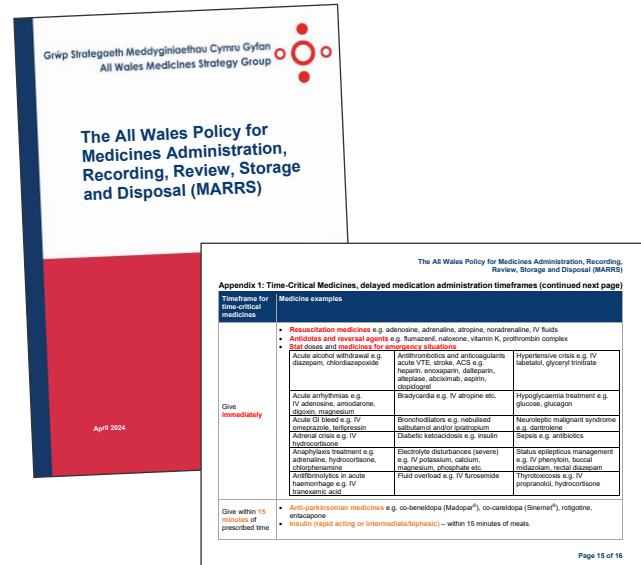 Grŵp Strategaeth Meddyginiaethau Cymru Gyfan
All Wales Medicines Strategy Group
The All Wales Policy for
Medicines Administration,
Recording, Review, Storage
and Disposal (MARRS)
April 2024
The All Wales Policy for Medicines Administration, Recording,
Review, Storage and Disposal (MARRS)
Appendix 1: Time-Critical Medicines, delayed medication administration timeframes (continued next page)
Timeframe for
time-critical
medicines
Medicine examples
Give
immediately
• Resuscitation medicines e.g. adenosine, adrenaline, atropine, noradrenaline, IV fluids
• Antidotes and reversal agents e.g. flumazenil, naloxone, vitamin K, prothrombin complex
• Stat doses and medicines for emergency situations
Acute alcohol withdrawal e.g.
diazepam, chlordiazepoxide
Antithrombotics and anticoagulants
acute VTE, stroke, ACS e.g.
heparin, enoxaparin, dalteparin,
alteplase, abciximab, aspirin,
clopidogrel
Hypertensive crisis e.g. IV
labetalol, glyceryl trinitrate
Acute arrhythmias e.g.
IV adenosine, amiodarone,
digoxin, magnesium
Bradycardia e.g. IV atropine etc.
Hypoglycaemia treatment e.g.
glucose, glucagon
Acute GI bleed e.g. IV
omeprazole, terlipressin
Bronchodilators e.g. nebulised
salbutamol and/or ipratropium
Neuroleptic malignant syndrome
e.g. dantrolene
Adrenal crisis e.g. IV
hydrocortisone
Diabetic ketoacidosis e.g. insulin
Sepsis e.g. antibiotics
Anaphylaxis treatment e.g.
adrenaline, hydrocortisone,
chlorphenamine
Electrolyte disturbances (severe)
e.g. IV potassium, calcium,
magnesium, phosphate etc.
Status epilepticus management
e.g. IV phenytoin, buccal
midazolam, rectal diazepam
Antifibrinolytics in acute
haemorrhage e.g. IV
tranexamic acid
Fluid overload e.g. IV furosemide
Thyrotoxicosis e.g. IV
propranolol, hydrocortisone
Give within 15
minutes of
prescribed time
• Anti-parkinsonian medicines e.g. co-beneldopa (Madopar®), co-careldopa (Sinemet®), rotigotine,
entacapone
• Insulin (rapid acting or intermediate/biphasic) – within 15 minutes of meals.
Page 15 of 16